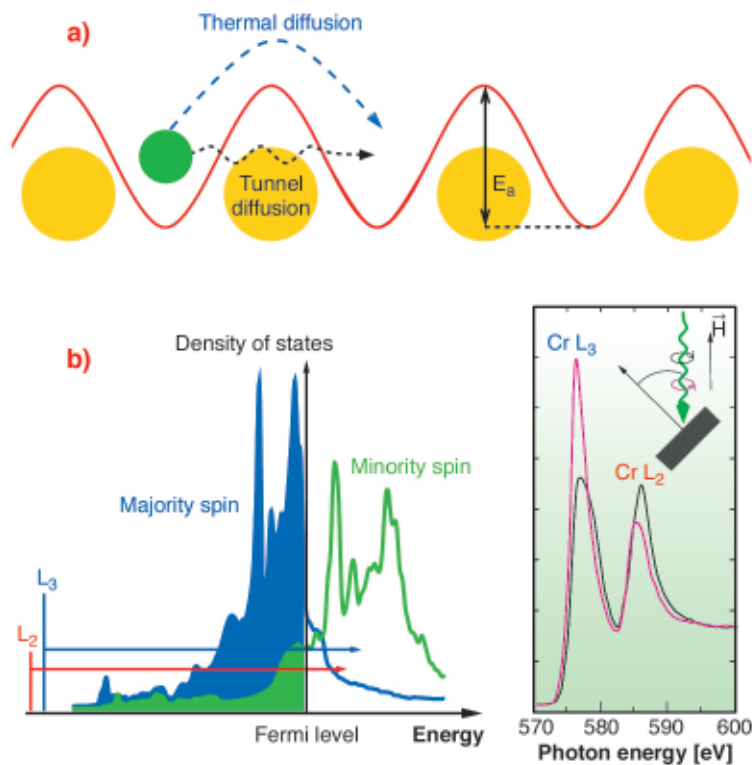 a)
Thermal diffusion
Tunnel
diffusion
Eₐ
b)
Density of states
Majority spin
Minority spin
L₃
L₂
Fermi level
Energy
Cr L₃
H
Cr L₂
570
580
590
600
Photon energy [eV]